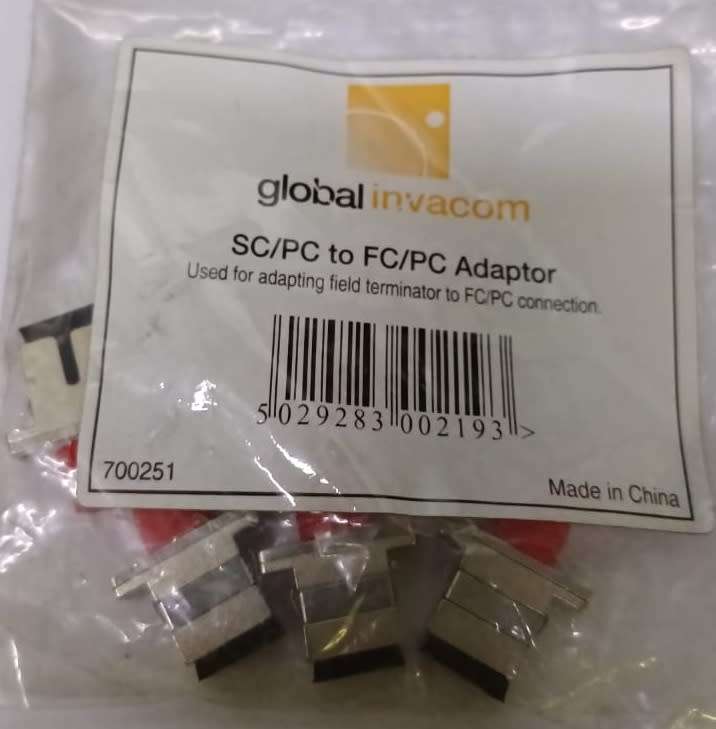 global invacom
SC/PC to FC/PC Adaptor
Used for adapting field terminator to FC/PC connection.
5 029283 002193 >
700251
Made in China